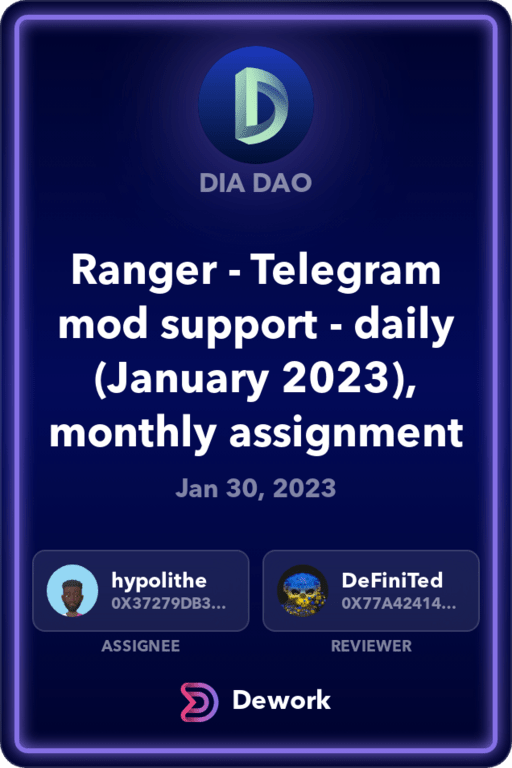 DIA DAO
Ranger - Telegram
mod support - daily
(January 2023),
monthly assignment
Jan 30, 2023
hypolithe
0X37279DB3...
ASSIGNEE
DeFiniTed
0X77A42414...
REVIEWER
Dework